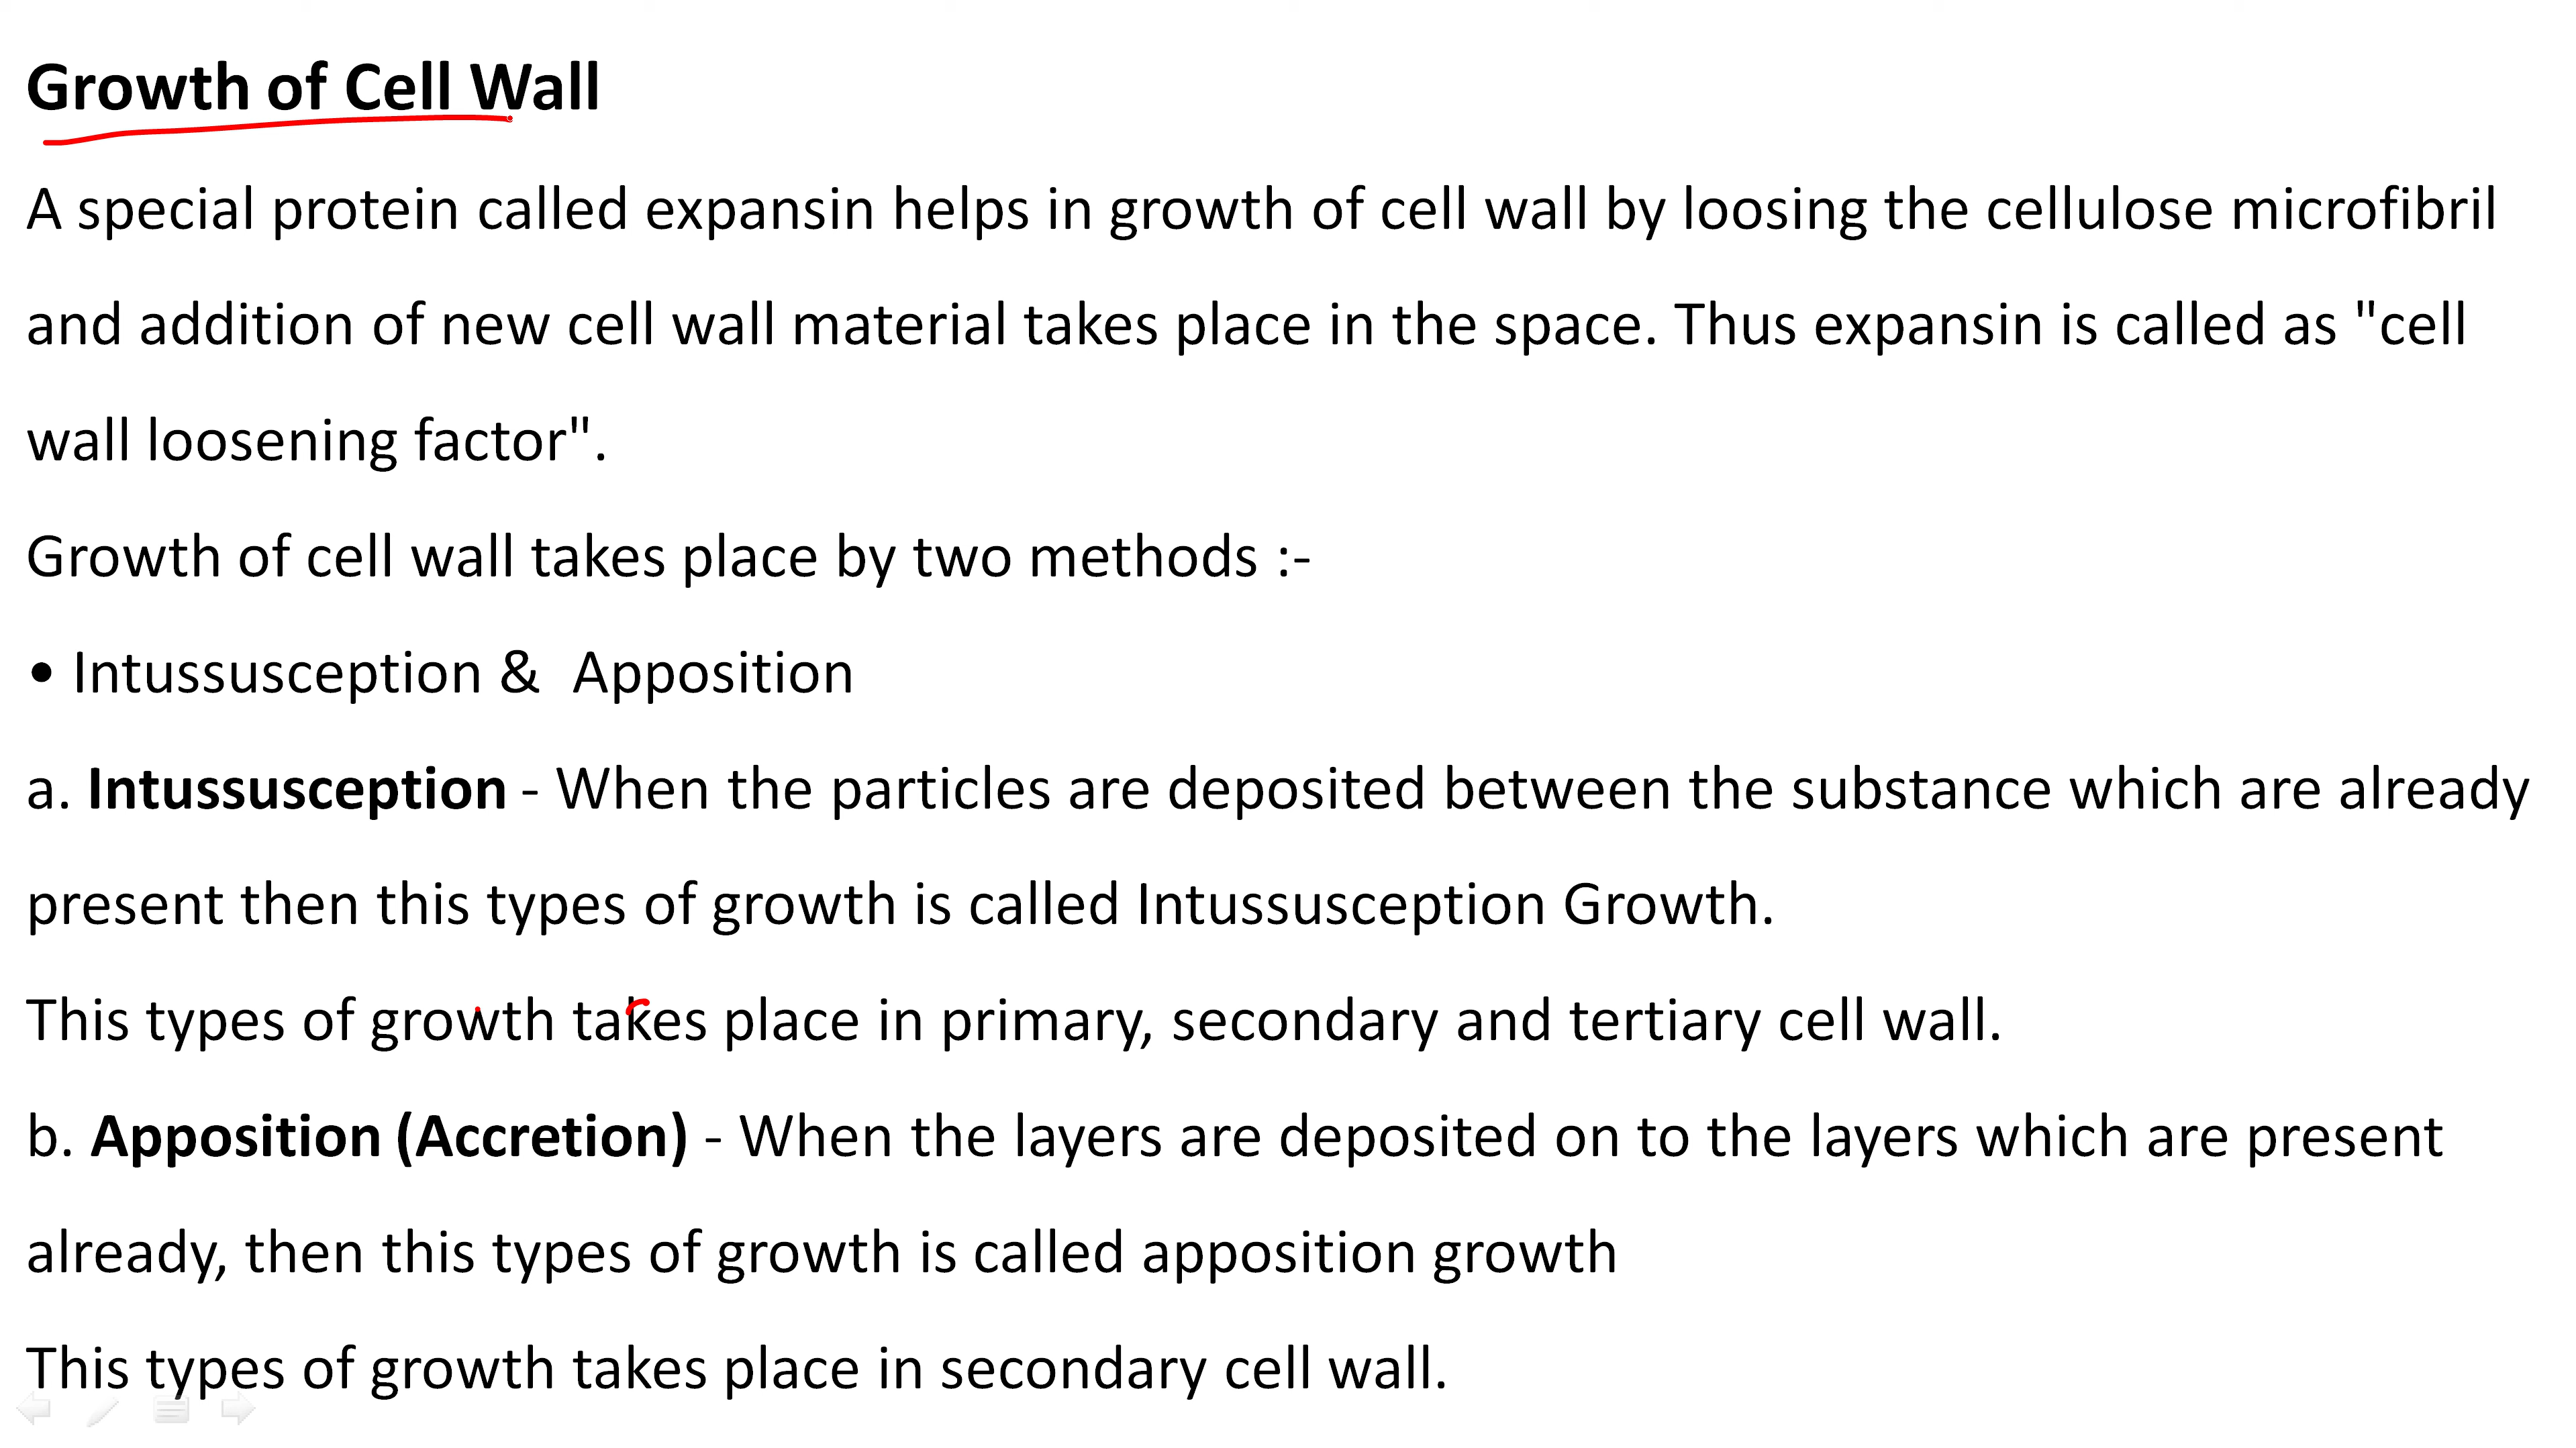 Growth of Cell Wall
A special protein called expansin helps in growth of cell wall by loosing the cellulose microfibril
and addition of new cell wall material takes place in the space. Thus expansin is called as "cell
wall loosening factor".
Growth of cell wall takes place by two methods :-
• Intussusception &  Apposition
a. Intussusception - When the particles are deposited between the substance which are already
present then this types of growth is called Intussusception Growth.
This types of growth takes place in primary, secondary and tertiary cell wall.
b. Apposition (Accretion) - When the layers are deposited on to the layers which are present
already, then this types of growth is called apposition growth
This types of growth takes place in secondary cell wall.